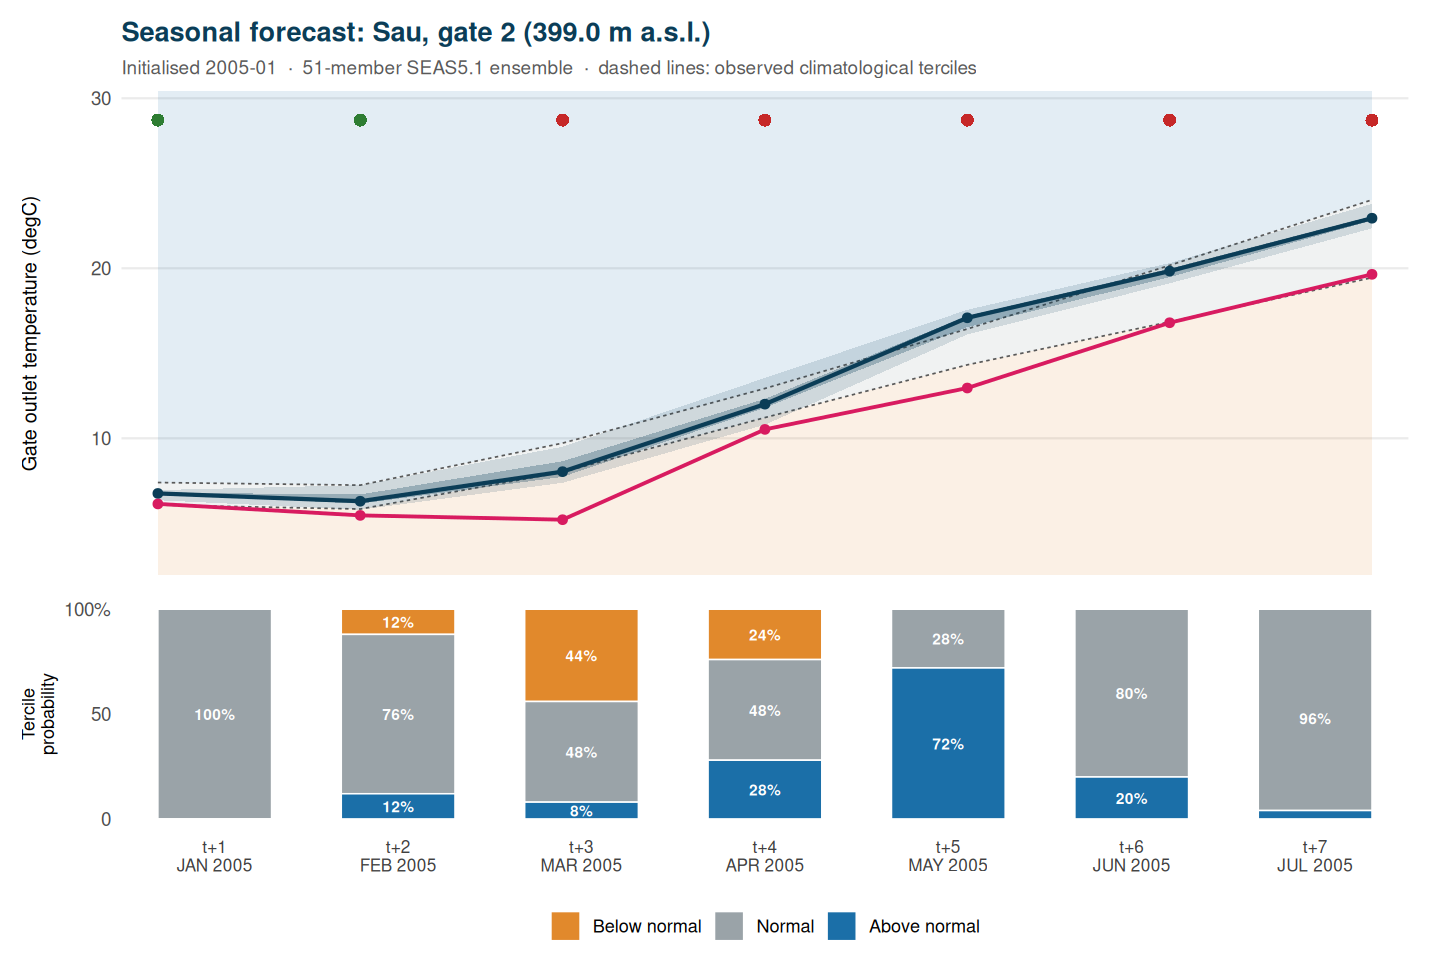 Seasonal forecast: Sau, gate 2 (399.0 m a.s.l.)
Initialised 2005-01 · 51-member SEAS5.1 ensemble · dashed lines: observed climatological terciles
Gate outlet temperature (degC)
30
20
10
Tercile
probability
100%
50
0
100%
12%
76%
12%
44%
48%
8%
24%
48%
28%
28%
72%
80%
20%
96%
t+1
JAN 2005
t+2
FEB 2005
t+3
MAR 2005
t+4
APR 2005
t+5
MAY 2005
t+6
JUN 2005
t+7
JUL 2005
Below normal
Normal
Above normal